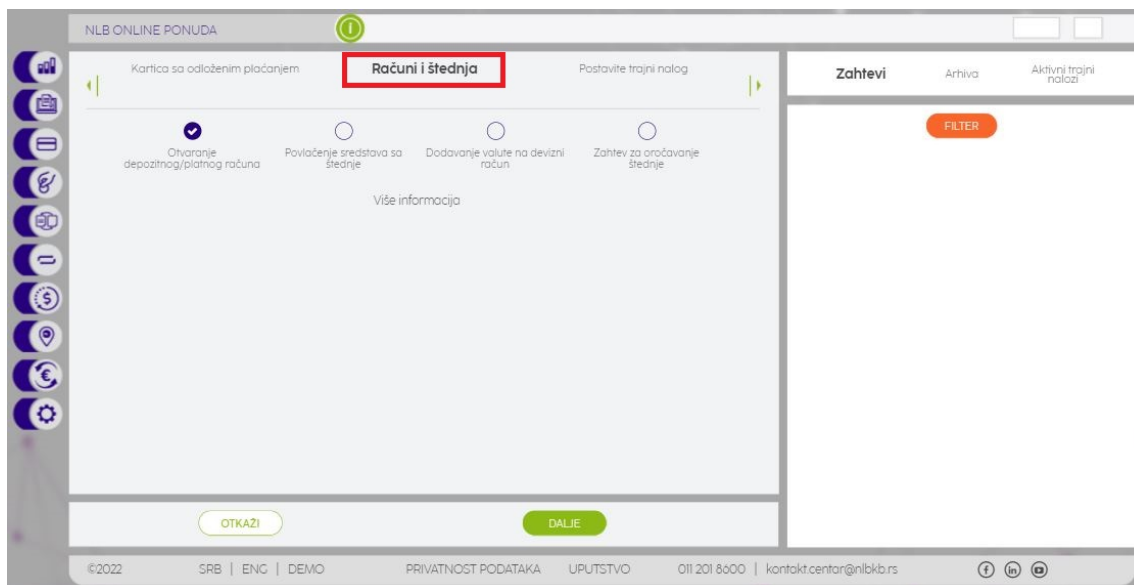 NLB ONLINE PONUDA
Kartica sa odloženim plaćanjem
Računi i štednja
Postavite trajni nalog
Zahtevi
Arhiva
Aktivni trajni
nalozi
FILTER
Otvaranje
depozitnog/platnog računa
Povlačenje sredstava sa
štednje
Dodavanje valute na devizni
račun
Zahtev za oročavanje
štednje
Više informacija
OTKAŽI
DALJE
©2022
SRB | ENG | DEMO
PRIVATNOST PODATAKA
UPUTSTVO
011 201 8600 | kontakt.centar@nlbkb.rs